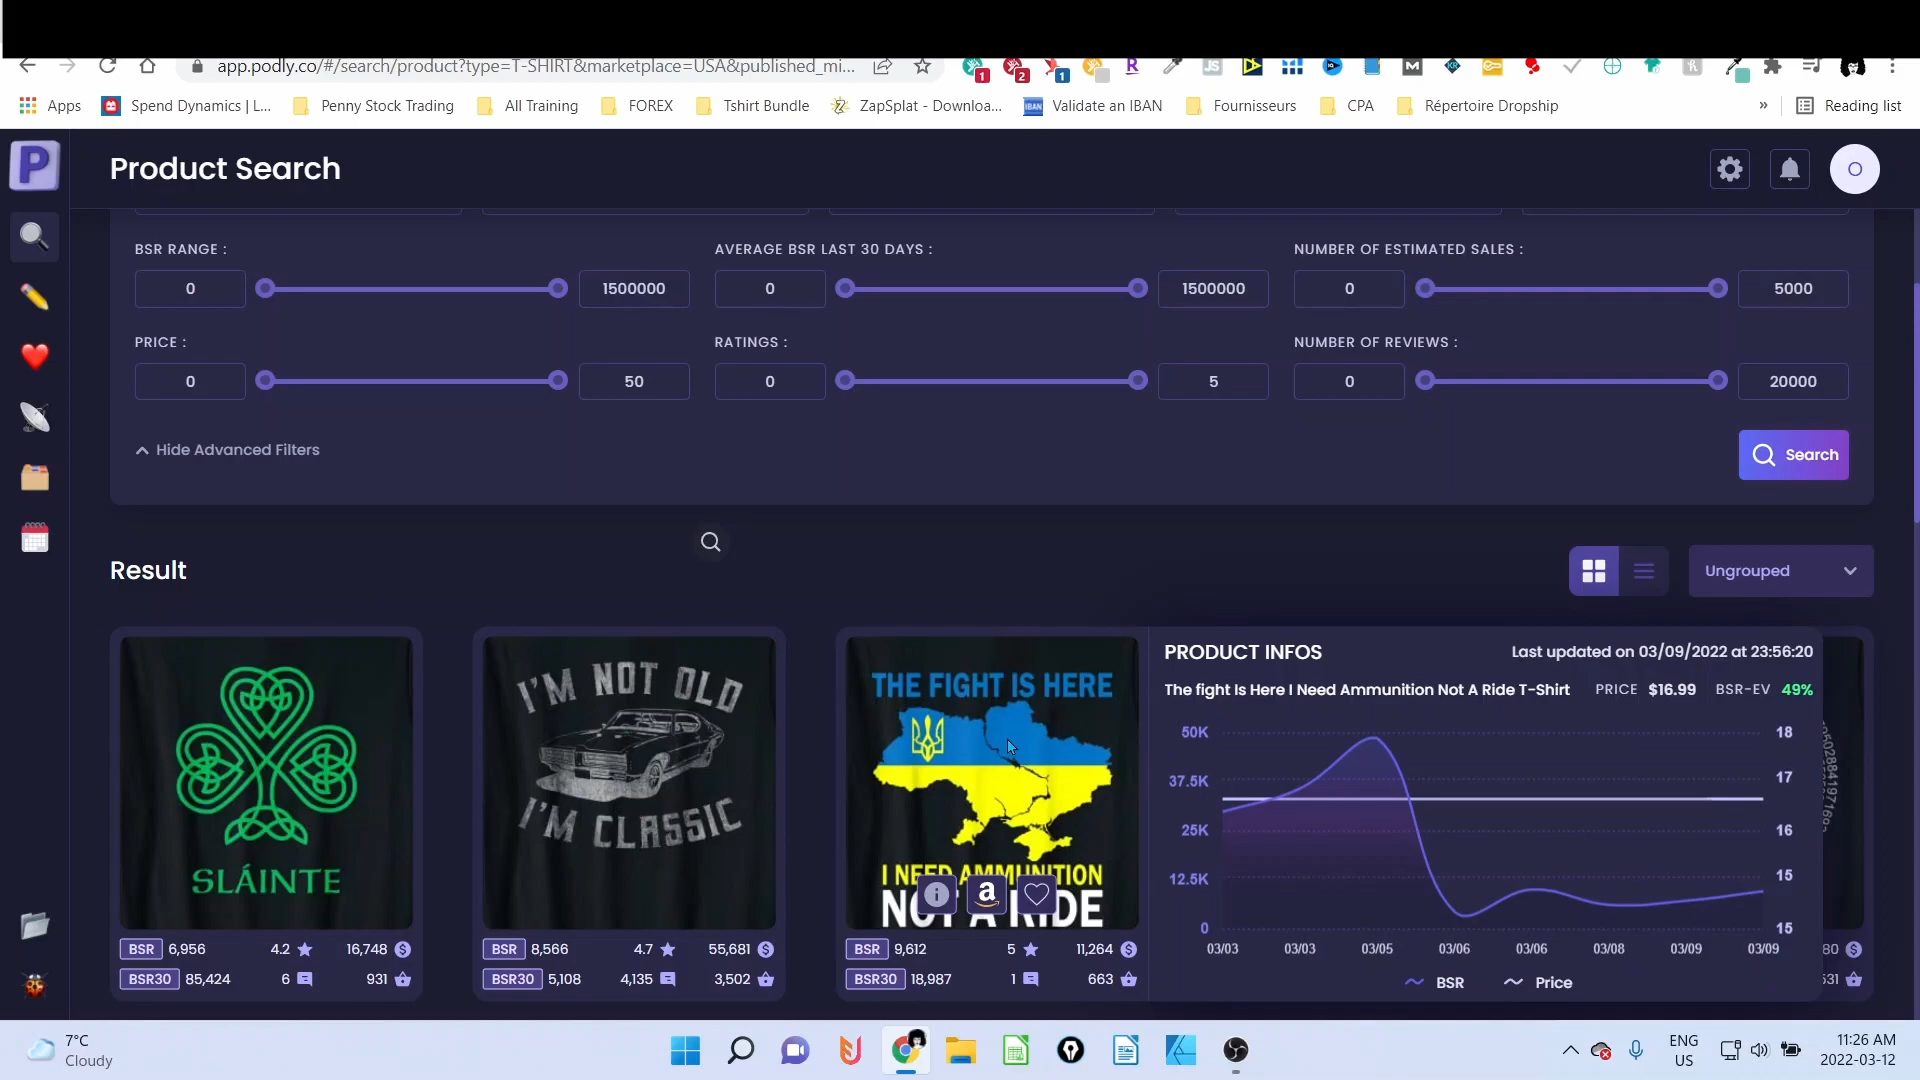 app.podly.co/#/search/product?type=T-SHIRT&marketplace=USA&published_mi...
1
2
1
R
JS
M
Apps
Spend Dynamics | L...
Penny Stock Trading
All Training
FOREX
Tshirt Bundle
ZapSplat - Downloa...
IBAN
Validate an IBAN
Fournisseurs
CPA
Répertoire Dropship
»
Reading list
P
Product Search
O
BSR RANGE :
AVERAGE BSR LAST 30 DAYS :
NUMBER OF ESTIMATED SALES :
0
1500000
0
1500000
0
5000
PRICE :
RATINGS :
NUMBER OF REVIEWS :
0
50
0
5
0
20000
Hide Advanced Filters
Search
Result
Ungrouped
SLÁINTE
BSR 6,956 4.2 16,748
BSR30 85,424 6 931
I'M NOT OLD
I'M CLASSIC
BSR 8,566 4.7 55,681
BSR30 5,108 4,135 3,502
THE FIGHT IS HERE
I NEED AMMUNITION
NOT A RIDE
BSR 9,612 5 11,264
BSR30 18,987 1 663
PRODUCT INFOS
Last updated on 03/09/2022 at 23:56:20
The fight Is Here I Need Ammunition Not A Ride T-Shirt PRICE $16.99 BSR-EV 49%
50K
37.5K
25K
12.5K
0
18
17
16
15
15
03/03 03/03 03/05 03/06 03/06 03/08 03/09 03/09
BSR Price
7°C
Cloudy
ENG
US
11:26 AM
2022-03-12